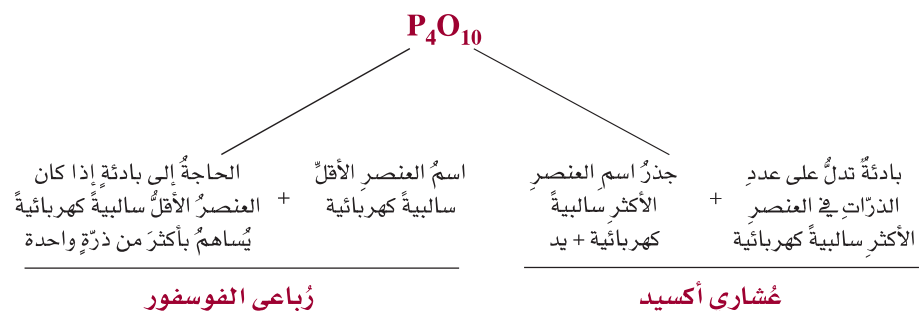 P₄O₁₀
بادئةٌ تدلُّ على عددِ
الذرّاتِ في العنصرِ
الأكثرِ سالبيةً كهربائية
+
جذرُ اسمِ العنصرِ
الأكثرِ سالبيةً
كهربائية + يد
عُشاري أكسيد
اسمُ العنصرِ الأقلِّ
سالبيةً كهربائية
+
الحاجةُ إلى بادئةٍ إذا كان
العنصرُ الأقلُّ سالبيةً كهربائيةً
يُساهمُ بأكثرَ من ذرّةٍ واحدة
رُباعي الفوسفور